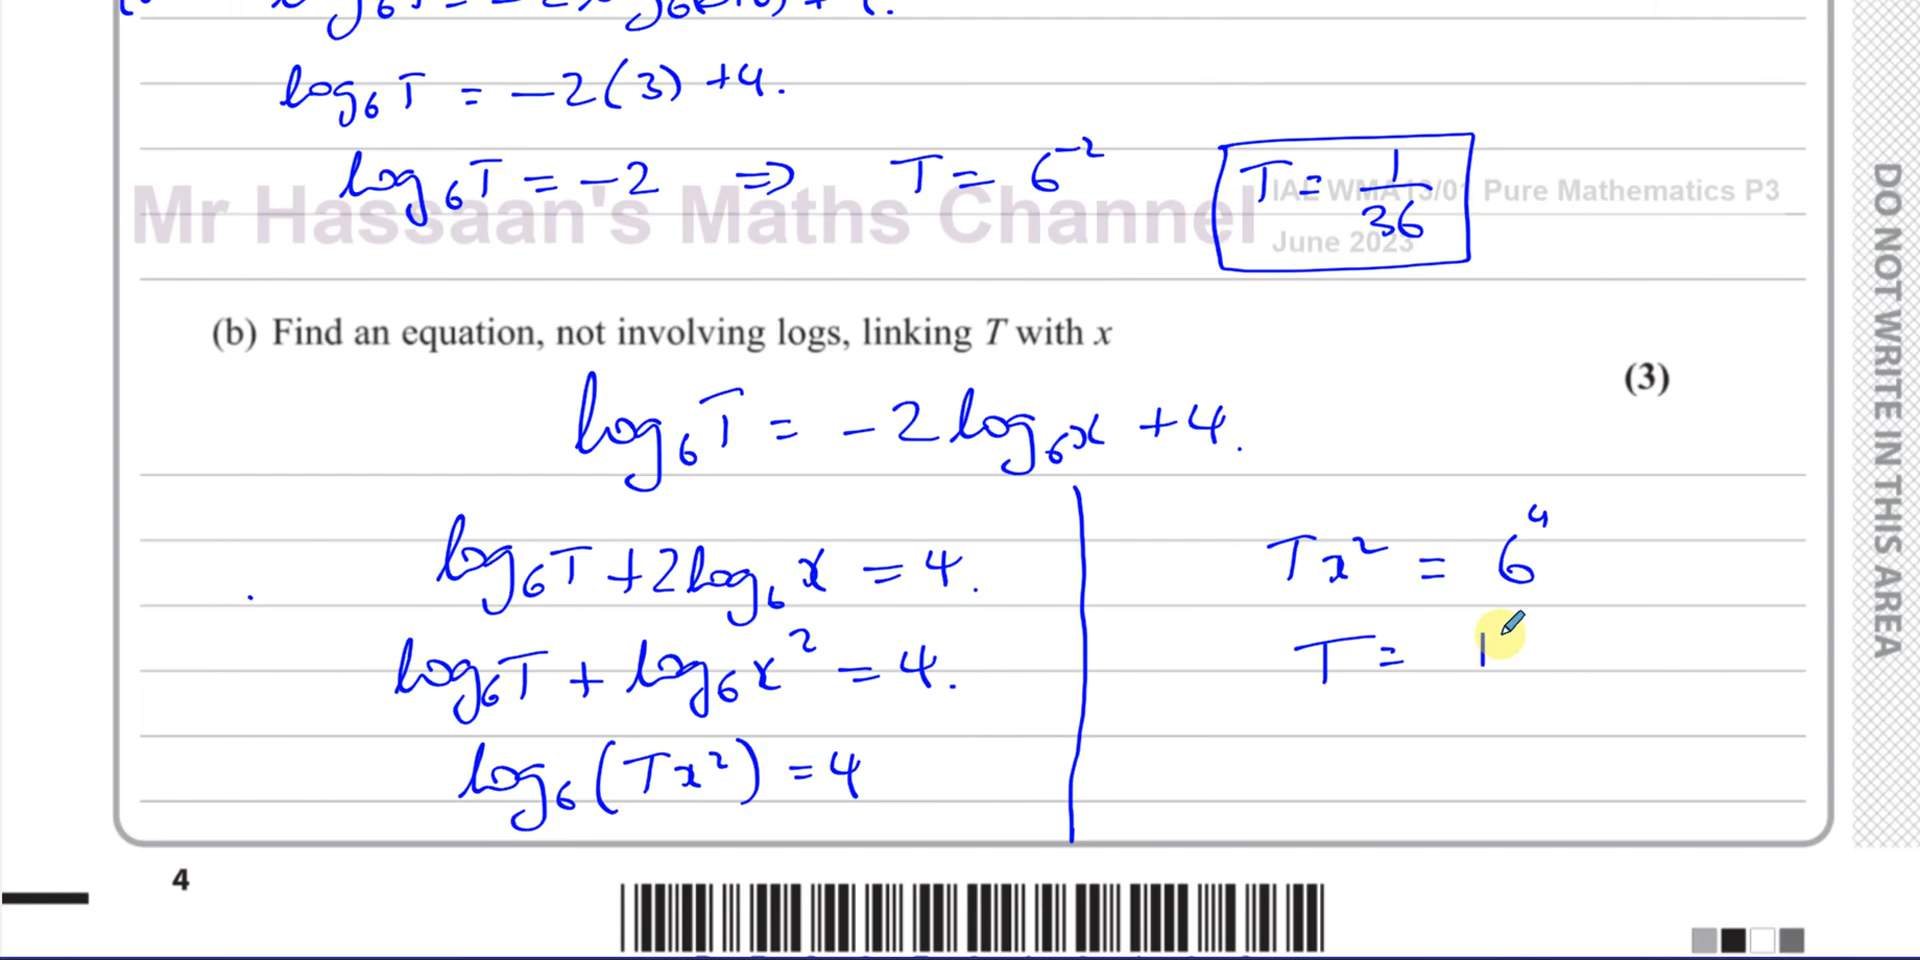 log₆T = -2(3) +4.
log₆T = -2 ⇒ T = 6⁻² T = 1/36
Mr Hassaan's Maths Channel
IAL WMA13/01 Pure Mathematics P3
June 2023
(b) Find an equation, not involving logs, linking T with x
(3)
log₆T = -2log₆x +4.
log₆T +2log₆x = 4.
log₆T + log₆x² = 4.
log₆(Tx²) = 4
Tx² = 6⁴
T = 1
4
DO NOT WRITE IN THIS AREA